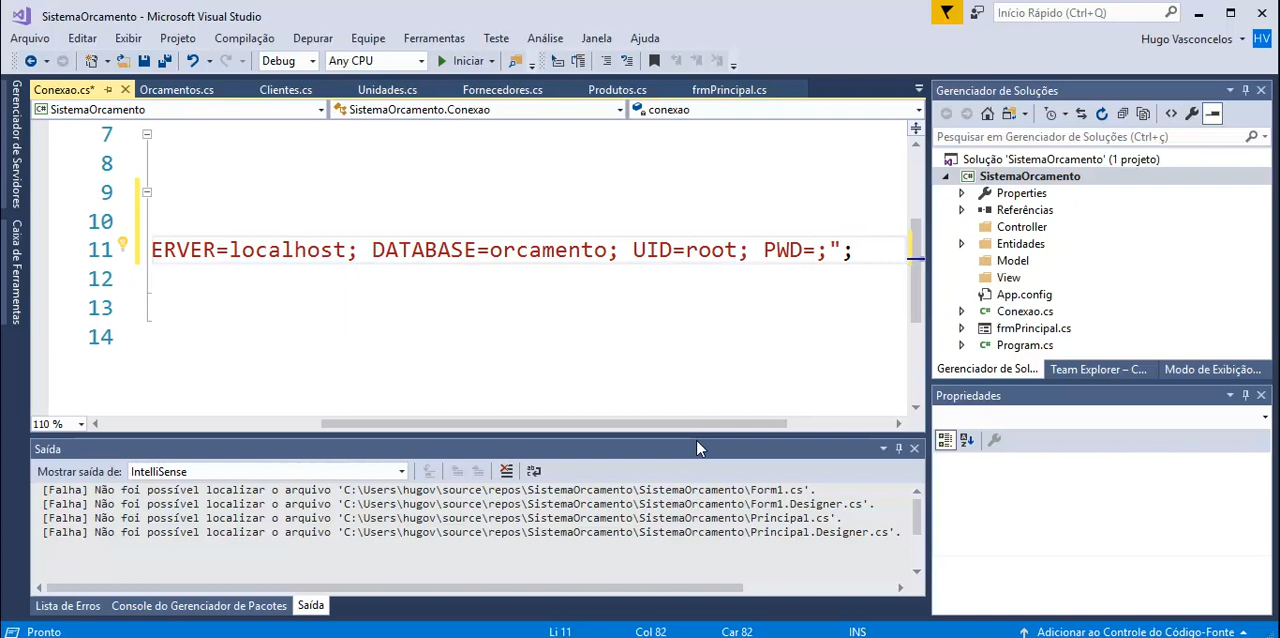 SistemaOrcamento - Microsoft Visual Studio
Início Rápido (Ctrl+Q)
Arquivo Editar Exibir Projeto Compilação Depurar Equipe Ferramentas Teste Análise Janela Ajuda
Hugo Vasconcelos HV
Debug Any CPU Iniciar
Gerenciador de Servidores
Caixa de Ferramentas
Conexao.cs* Orcamentos.cs Clientes.cs Unidades.cs Fornecedores.cs Produtos.cs frmPrincipal.cs
SistemaOrcamento SistemaOrcamento.Conexao conexao
7
8
9
10
11 ERVER=localhost; DATABASE=orcamento; UID=root; PWD=;";
12
13
14
110 %
Saída
Mostrar saída de: IntelliSense
[Falha] Não foi possível localizar o arquivo 'C:\Users\hugov\source\repos\SistemaOrcamento\SistemaOrcamento\Form1.cs'.
[Falha] Não foi possível localizar o arquivo 'C:\Users\hugov\source\repos\SistemaOrcamento\SistemaOrcamento\Form1.Designer.cs'.
[Falha] Não foi possível localizar o arquivo 'C:\Users\hugov\source\repos\SistemaOrcamento\SistemaOrcamento\Principal.cs'.
[Falha] Não foi possível localizar o arquivo 'C:\Users\hugov\source\repos\SistemaOrcamento\SistemaOrcamento\Principal.Designer.cs'.
Lista de Erros Console do Gerenciador de Pacotes Saída
Gerenciador de Soluções
Pesquisar em Gerenciador de Soluções (Ctrl+ç)
Solução 'SistemaOrcamento' (1 projeto)
C# SistemaOrcamento
Properties
Referências
Controller
Entidades
Model
View
App.config
C# Conexao.cs
frmPrincipal.cs
C# Program.cs
Gerenciador de Sol... Team Explorer – C... Modo de Exibição...
Propriedades
Pronto Li 11 Col 82 Car 82 INS Adicionar ao Controle do Código-Fonte